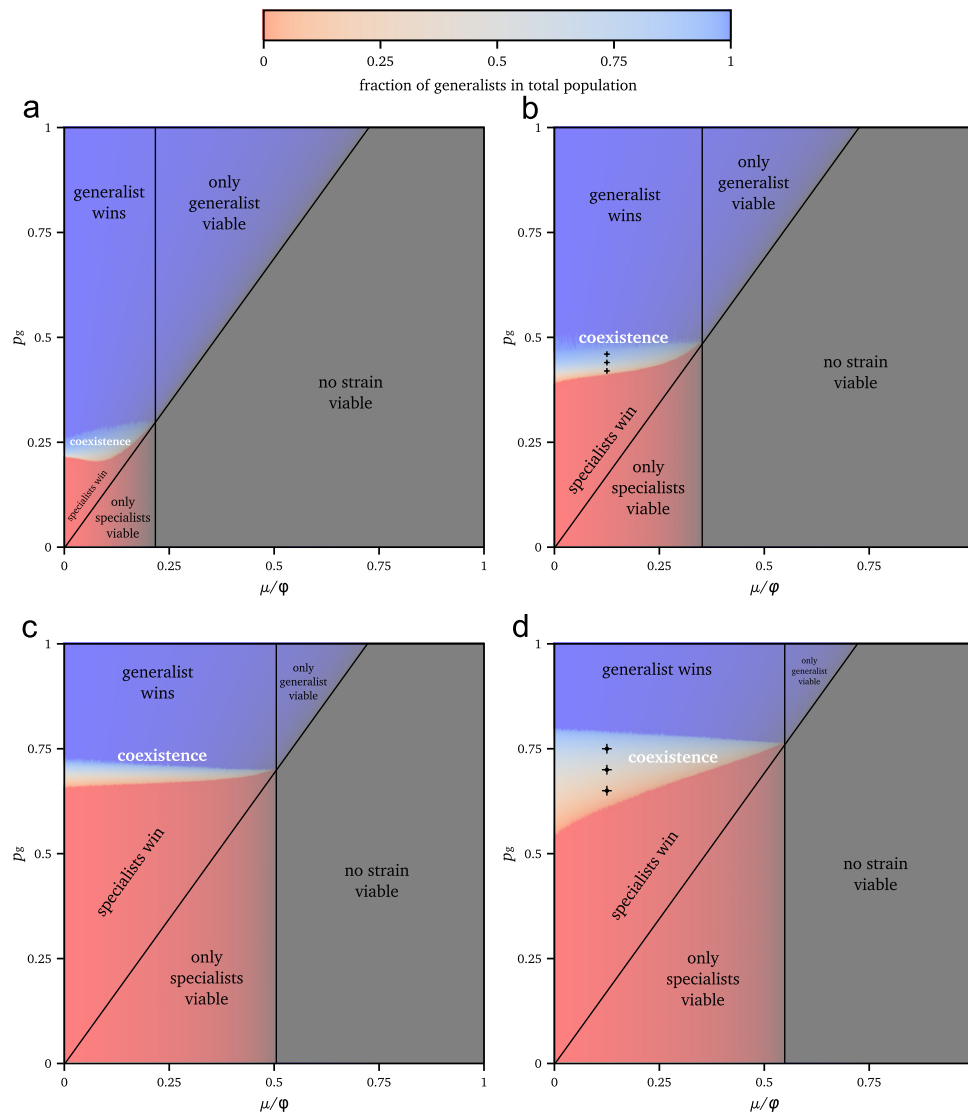 0 0.25 0.5 0.75 1
fraction of generalists in total population
a
1
0.75
0.5
0.25
0
pg
generalist
wins
only
generalist
viable
no strain
viable
coexistence
specialists win
only
specialists
viable
0 0.25 0.5 0.75 1
μ/φ
b
1
0.75
0.5
0.25
0
pg
generalist
wins
only
generalist
viable
coexistence
no strain
viable
specialists win
only
specialists
viable
0 0.25 0.5 0.75
μ/φ
c
1
0.75
0.5
0.25
0
pg
generalist
wins
only
generalist
viable
coexistence
specialists win
no strain
viable
only
specialists
viable
0 0.25 0.5 0.75 1
μ/φ
d
1
0.75
0.5
0.25
0
pg
generalist wins
only
generalist
viable
coexistence
specialists win
no strain
viable
only
specialists
viable
0 0.25 0.5 0.75
μ/φ